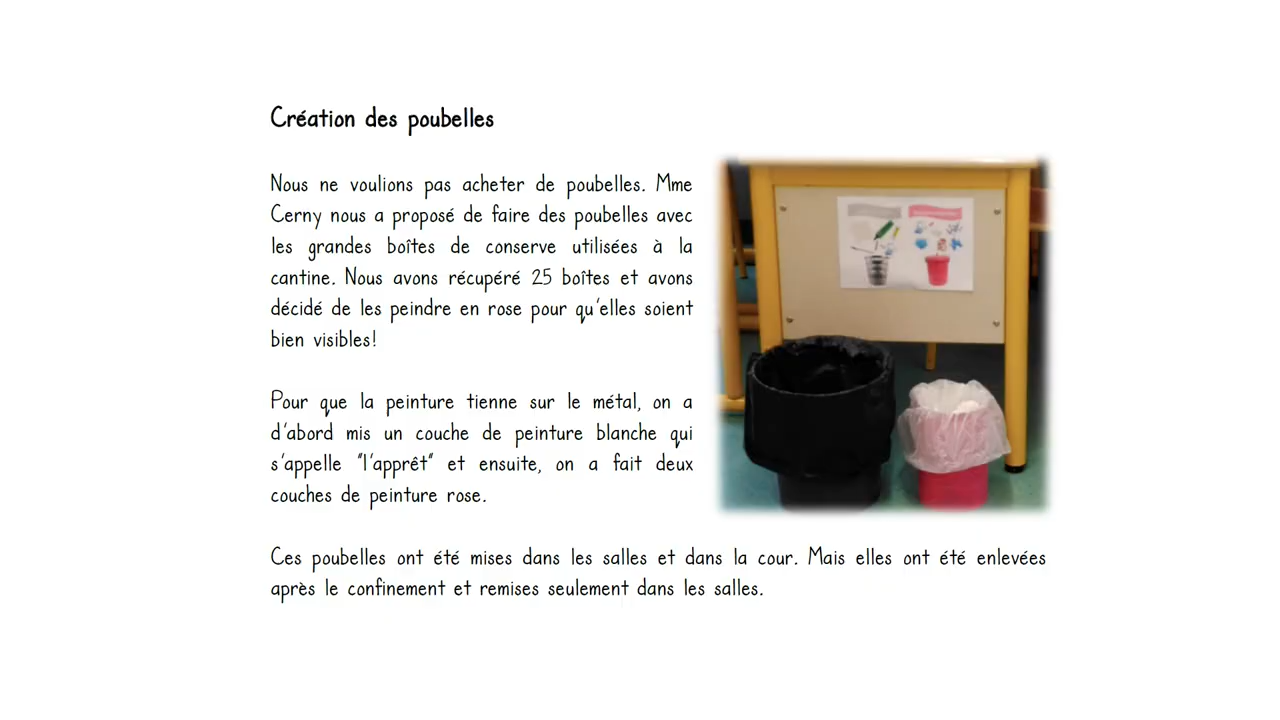 Création des poubelles
Nous ne voulions pas acheter de poubelles. Mme
Cerny nous a proposé de faire des poubelles avec
les grandes boîtes de conserve utilisées à la
cantine. Nous avons récupéré 25 boîtes et avons
décidé de les peindre en rose pour qu'elles soient
bien visibles!
Pour que la peinture tienne sur le métal, on a
d'abord mis un couche de peinture blanche qui
s'appelle "l'apprêt" et ensuite, on a fait deux
couches de peinture rose.
Ces poubelles ont été mises dans les salles et dans la cour. Mais elles ont été enlevées
après le confinement et remises seulement dans les salles.